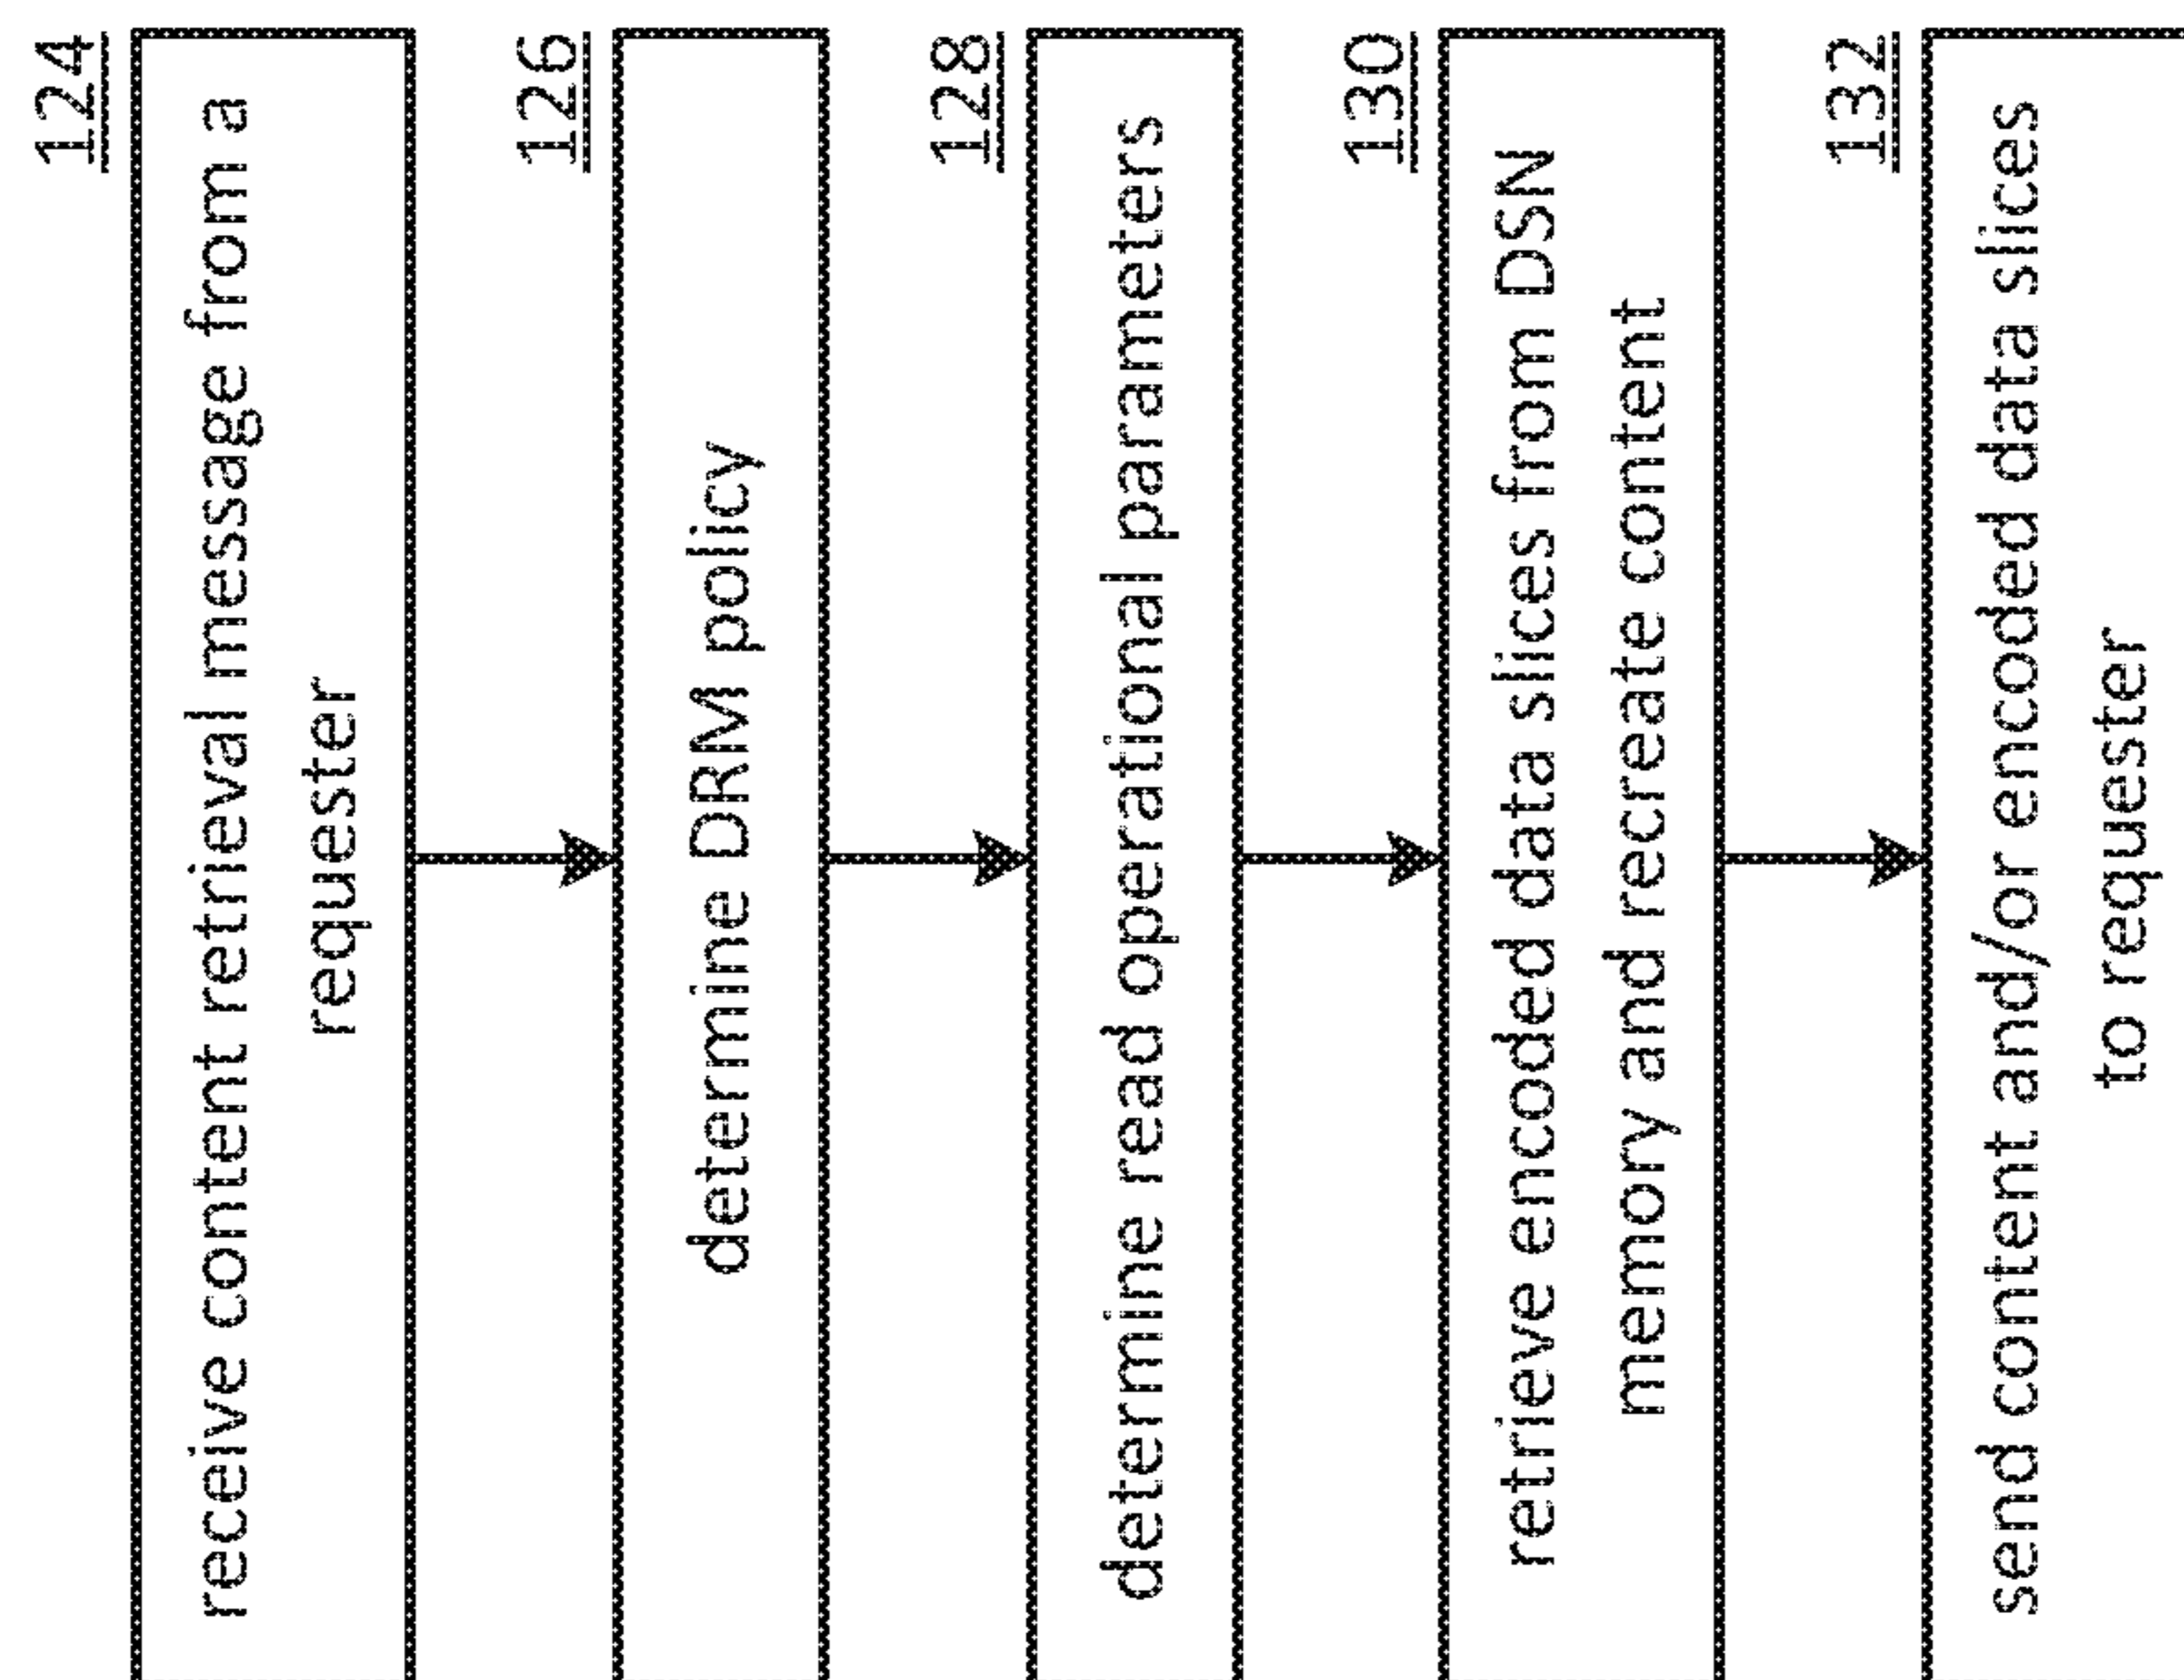 124
receive content retrieval message from a
requester
126
determine DRM policy
128
determine read operational parameters
130
retrieve encoded data slices from DSN
memory and recreate content
132
send content and/or encoded data slices
to requester